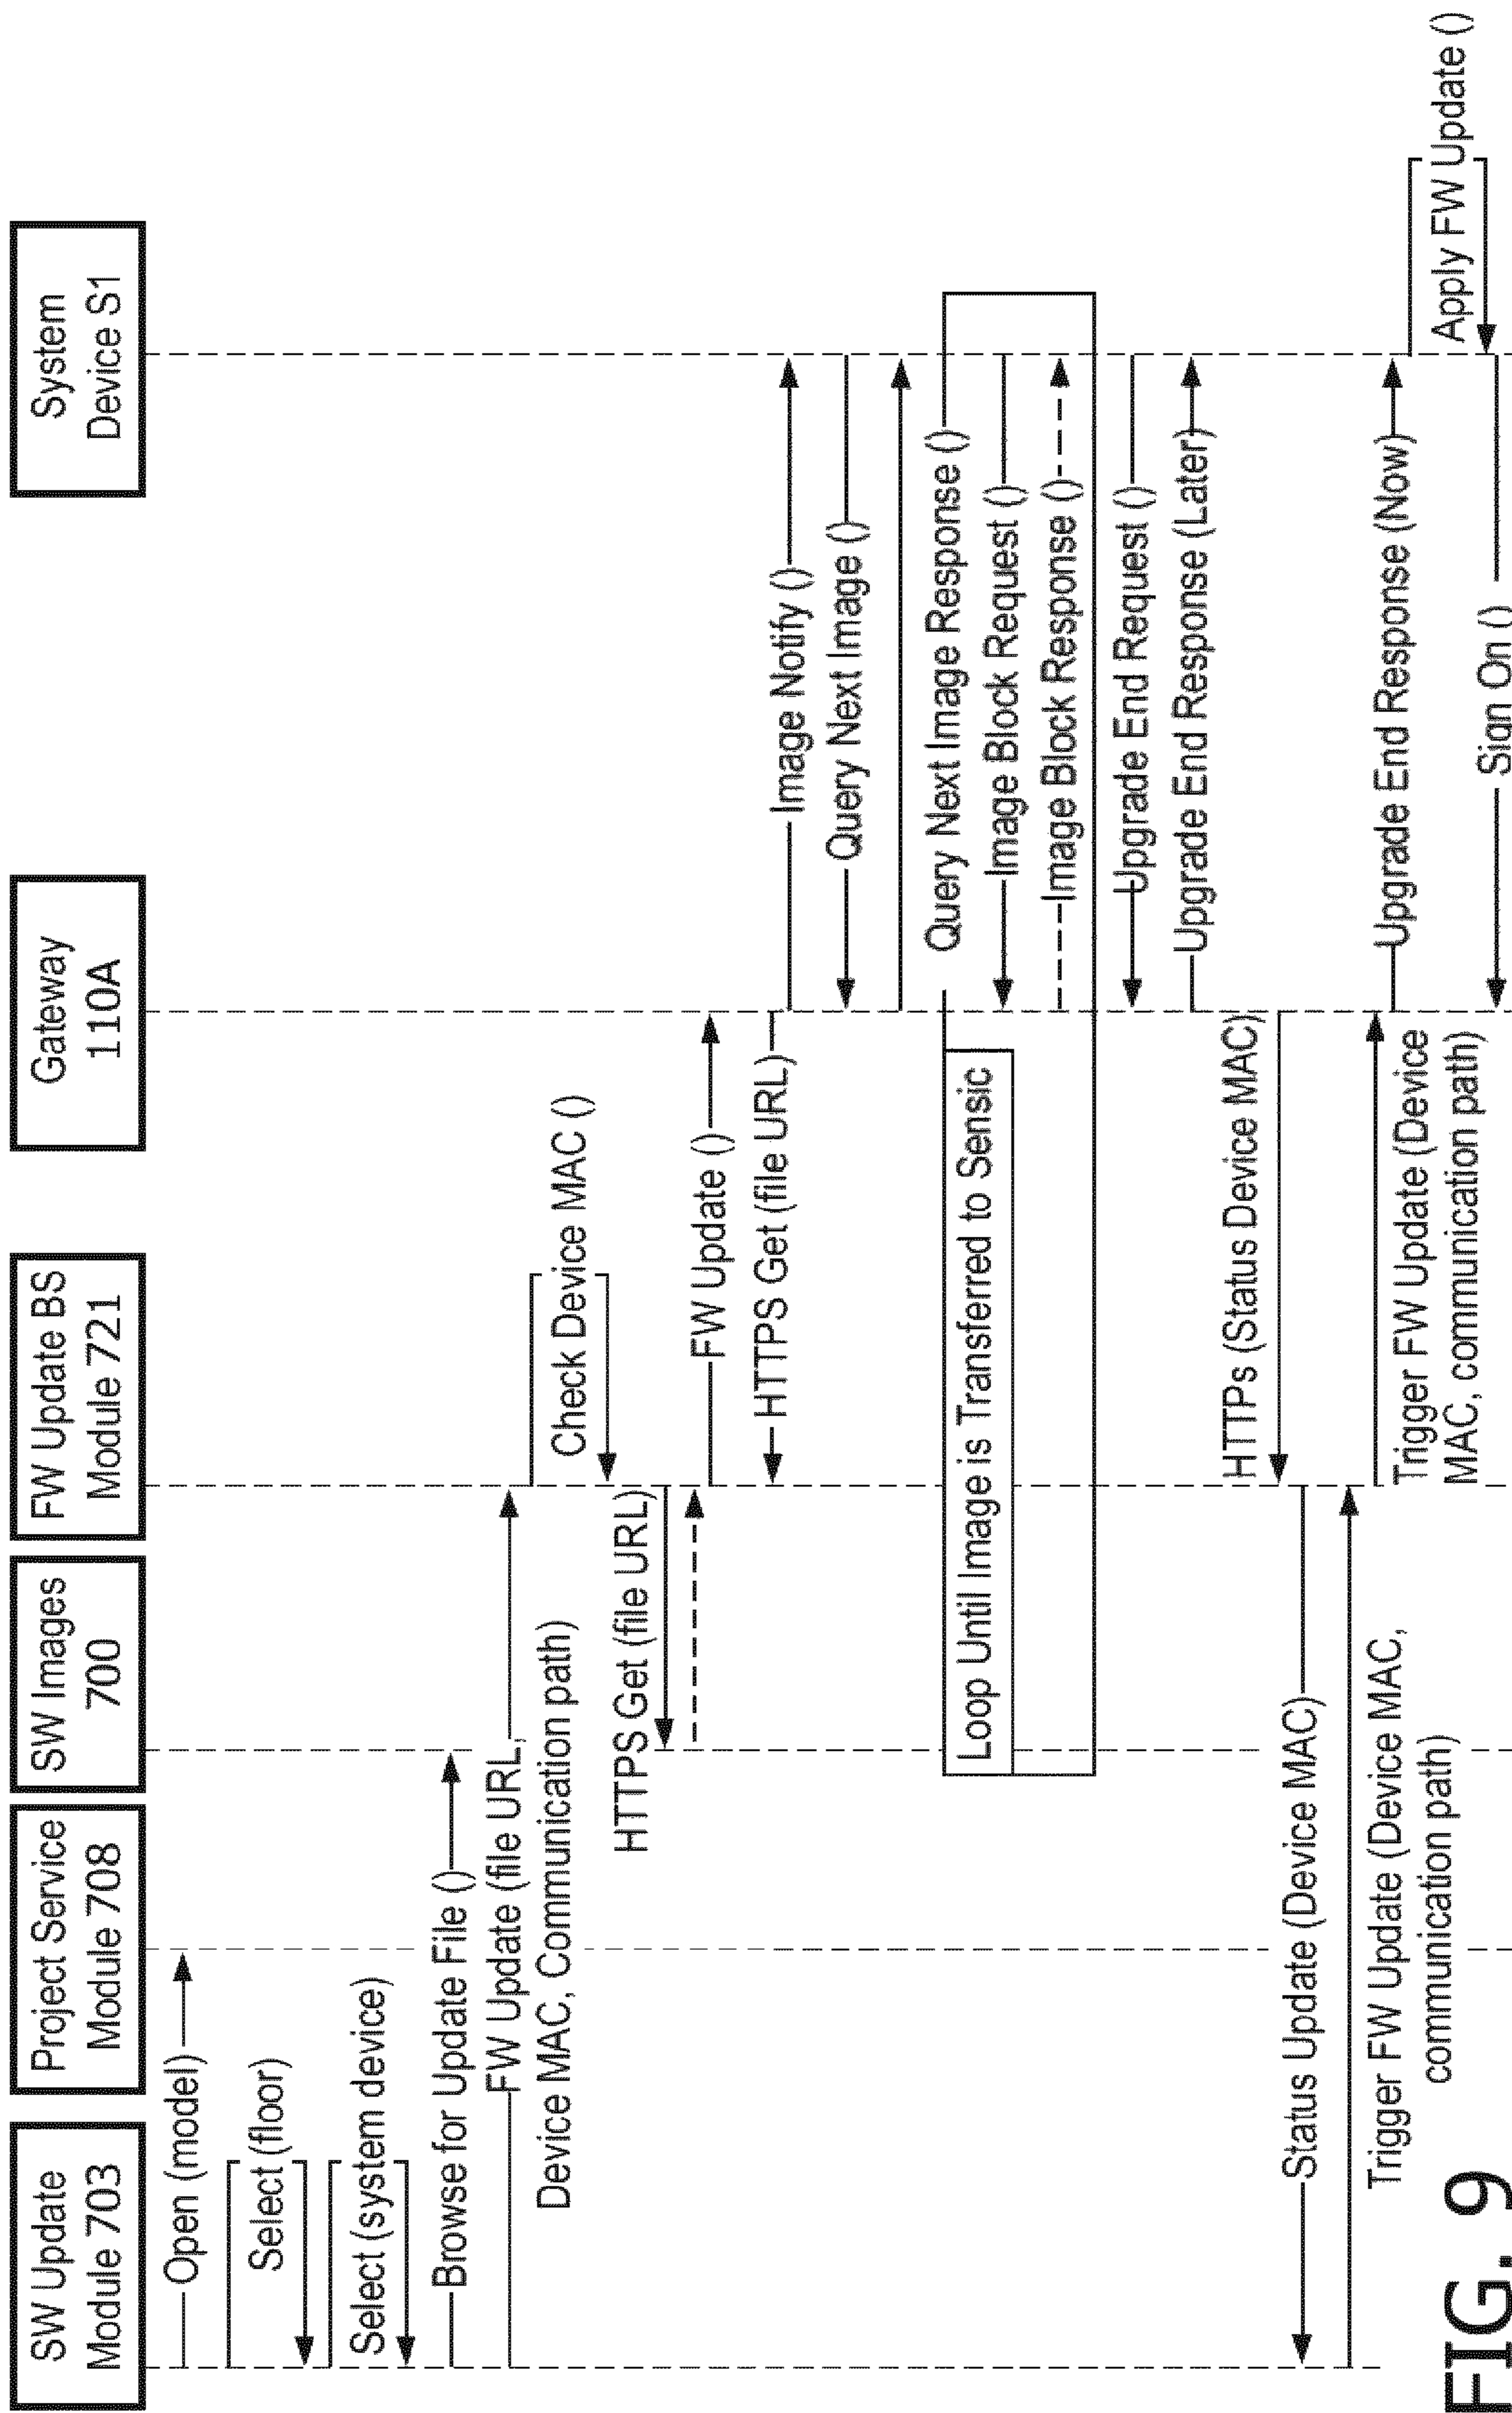 SW Update
Module 703
Project Service
Module 708
SW Images
700
FW Update BS
Module 721
Gateway
110A
System
Device S1
Open (model)
Select (floor)
Select (system device)
Browse for Update File ()
FW Update (file URL,
Device MAC, Communication path)
Check Device MAC ()
HTTPS Get (file URL)
FW Update ()
HTTPS Get (file URL)
Image Notify ()
Query Next Image ()
Query Next Image Response ()
Loop Until Image is Transferred to Sensic
Image Block Request ()
Image Block Response ()
Upgrade End Request ()
Upgrade End Response (Later)
HTTPs (Status Device MAC)
Status Update (Device MAC)
Trigger FW Update (Device MAC,
communication path)
Trigger FW Update (Device
MAC, communication path)
Upgrade End Response (Now)
Apply FW Update ()
Sign On ()
FIG. 9